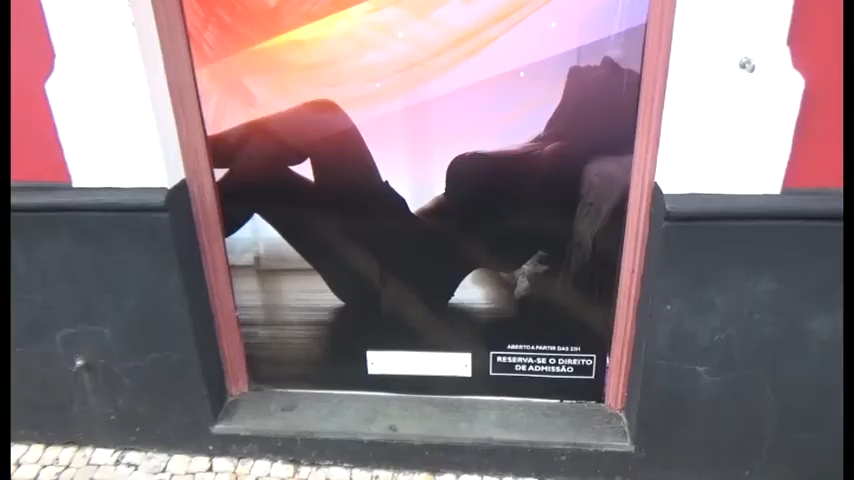 ABERTO A PARTIR DAS 23H
RESERVA-SE O DIREITO
DE ADMISSÃO